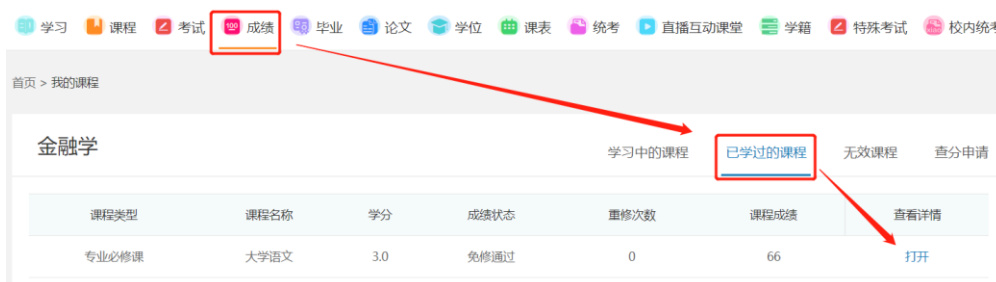 学习 课程 考试 100 成绩 毕业 论文 学位 课表 统考 直播互动课堂 学籍 特殊考试 校内统考
首页 > 我的课程
金融学 学习中的课程 已学过的课程 无效课程 查分申请
课程类型 课程名称 学分 成绩状态 重修次数 课程成绩 查看详情
专业必修课 大学语文 3.0 免修通过 0 66 打开